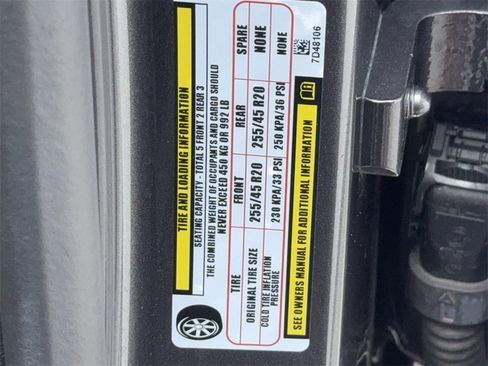 TIRE AND LOADING INFORMATION
SEATING CAPACITY - TOTAL 5 FRONT 2 REAR 3
THE COMBINED WEIGHT OF OCCUPANTS AND CARGO SHOULD
NEVER EXCEED 450 KG OR 992 LB
TIRE FRONT REAR SPARE
ORIGINAL TIRE SIZE 255/45 R20 255/45 R20 NONE
COLD TIRE INFLATION
PRESSURE 230 KPA/33 PSI 250 KPA/36 PSI NONE
SEE OWNERS MANUAL FOR ADDITIONAL INFORMATION
7D48106